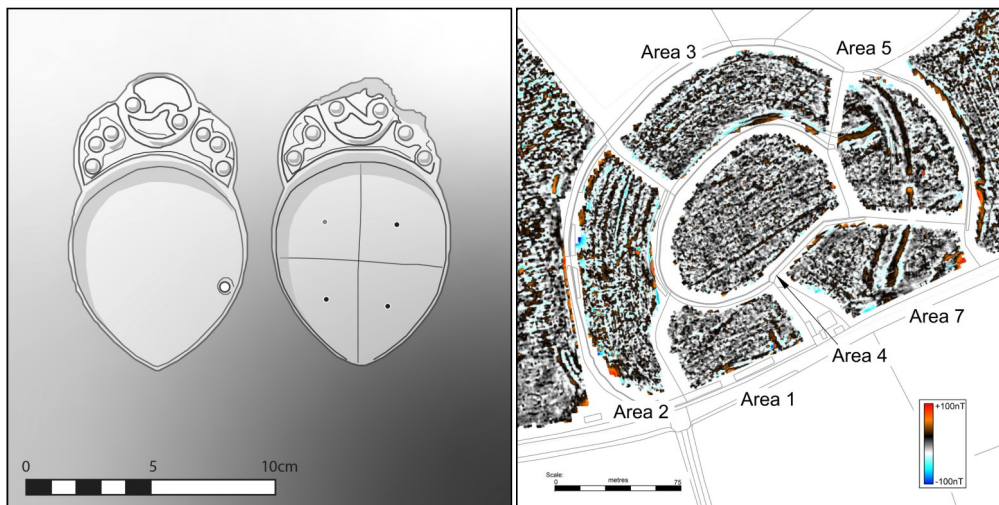 0 5 10cm
Area 3
Area 5
Area 7
Area 4
Area 2
Area 1
+100nT
-100nT
Scale:
0 metres 75